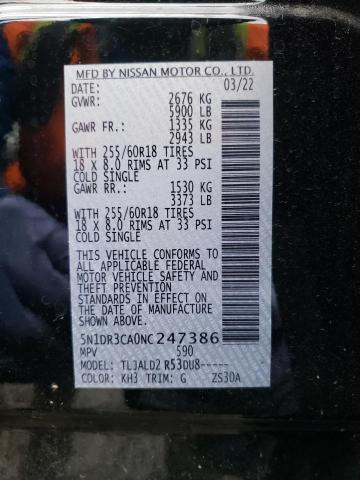 MFD BY NISSAN MOTOR CO., LTD.
DATE: 03/22
GVWR: 2676 KG
5900 LB
GAWR FR.: 1335 KG
2943 LB
WITH 255/60R18 TIRES
18 X 8.0 RIMS AT 33 PSI
COLD SINGLE
GAWR RR.: 1530 KG
3373 LB
WITH 255/60R18 TIRES
18 X 8.0 RIMS AT 33 PSI
COLD SINGLE
THIS VEHICLE CONFORMS TO
ALL APPLICABLE FEDERAL
MOTOR VEHICLE SAFETY AND
THEFT PREVENTION
STANDARDS IN EFFECT ON
THE DATE OF MANUFACTURE
SHOWN ABOVE.
5N1DR3CA0NC247386
MPV 590
MODEL: TL3ALD2 R53DU8-----
COLOR: KH3 TRIM: G ZS30A